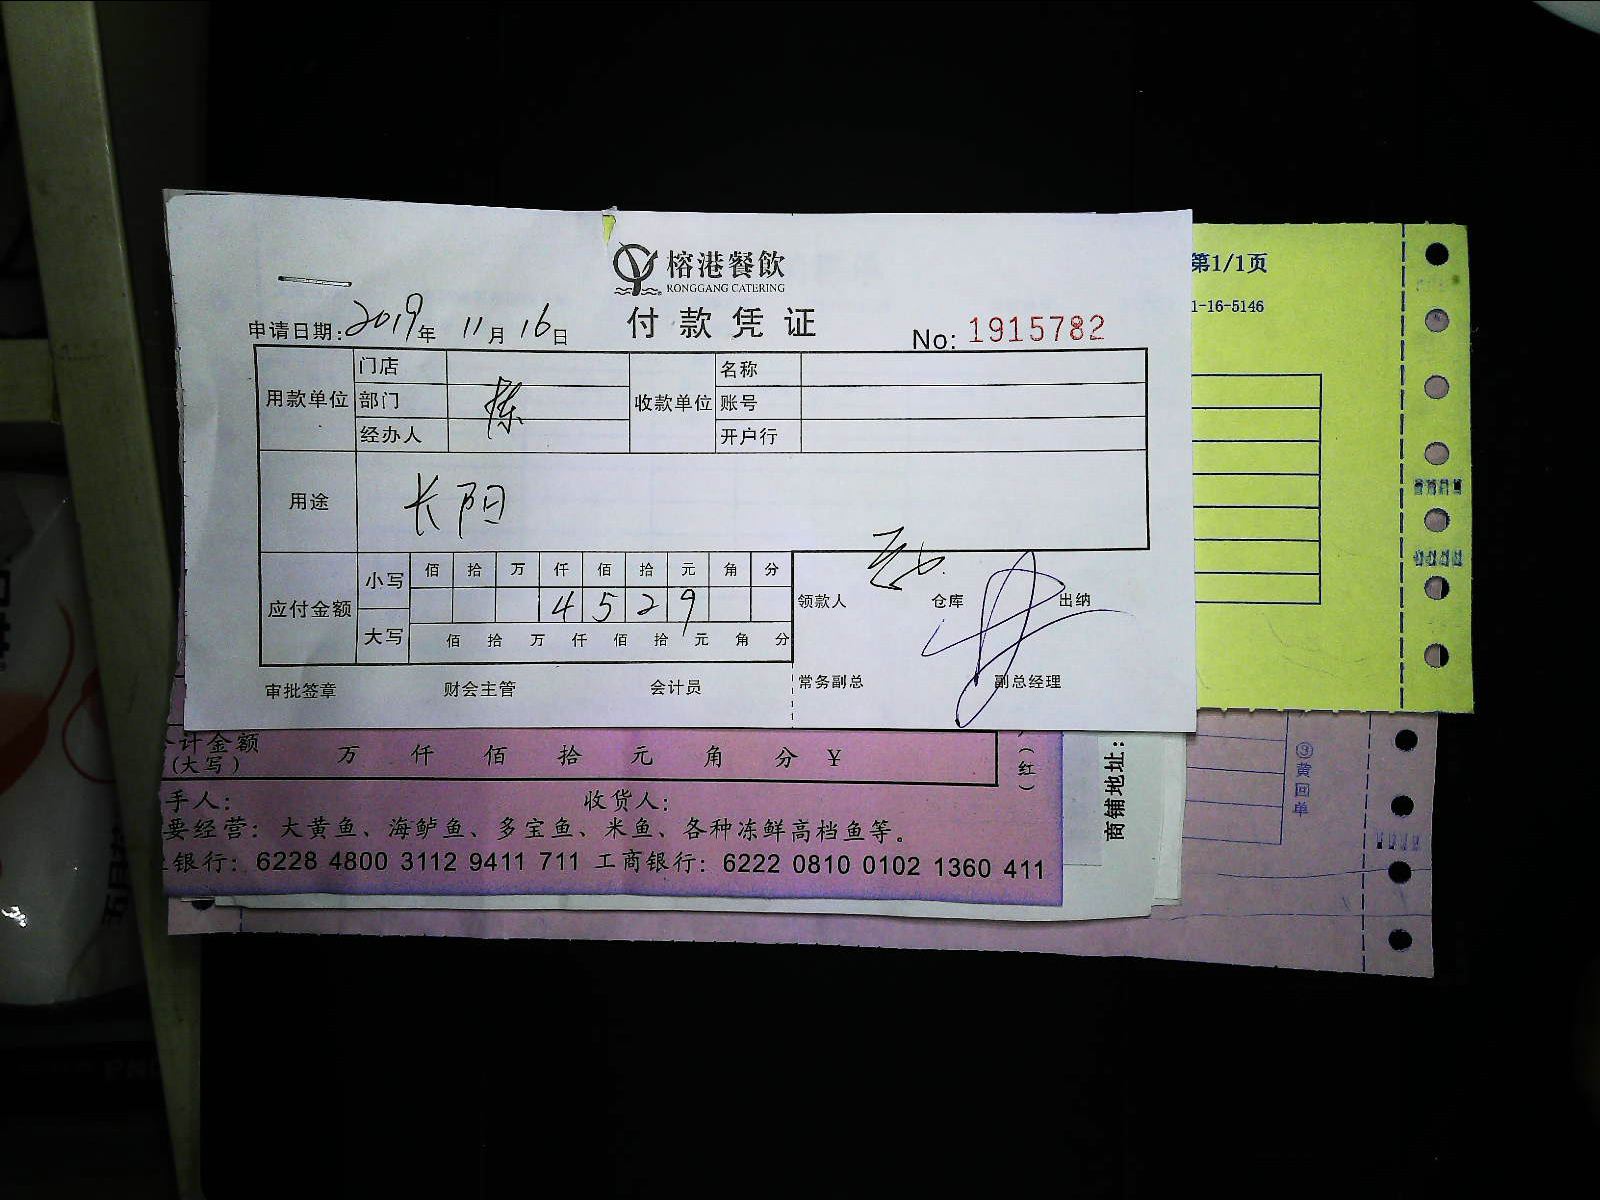 榕港餐飲
RONGGANG CATERING
付款凭证
申请日期:2019年 11月 16日
No: 1915782
用款单位 门店 收款单位 名称
部门 账号
经办人 开户行
用途 长阳
应付金额 小写 佰 拾 万 仟 佰 拾 元 角 分
4 5 2 9
大写 佰 拾 万 仟 佰 拾 元 角 分
领款人 仓库 出纳
常务副总 副总经理
审批签章 财会主管 会计员
第1/1页
1-16-5146
计金额
(大写) 万 仟 佰 拾 元 角 分 ¥
(红)
手人: 收货人:
要经营: 大黄鱼、海鲈鱼、多宝鱼、米鱼、各种冻鲜高档鱼等。
银行: 6228 4800 3112 9411 711 工商银行: 6222 0810 0102 1360 411
商铺地址:
③黄回单